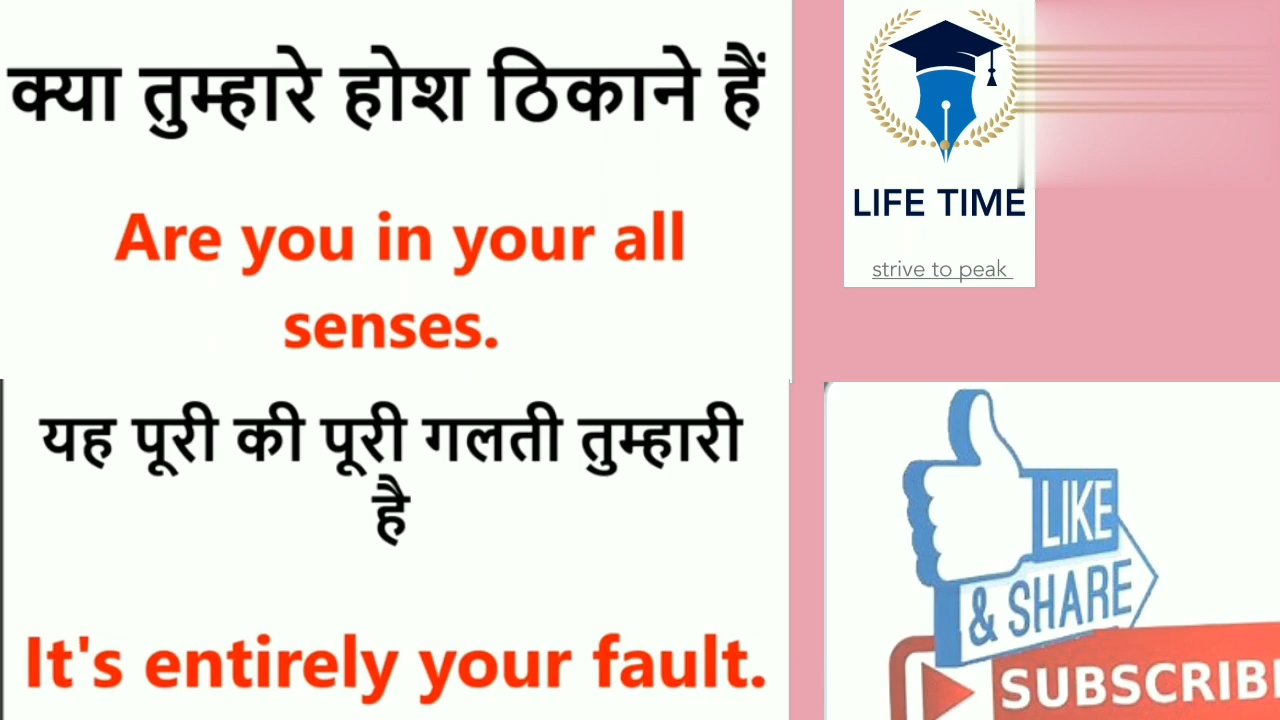 क्या तुम्हारे होश ठिकाने हैं
Are you in your all
senses.
यह पूरी की पूरी गलती तुम्हारी
है
It's entirely your fault.
LIFE TIME
strive to peak
LIKE
& SHARE
SUBSCRIB